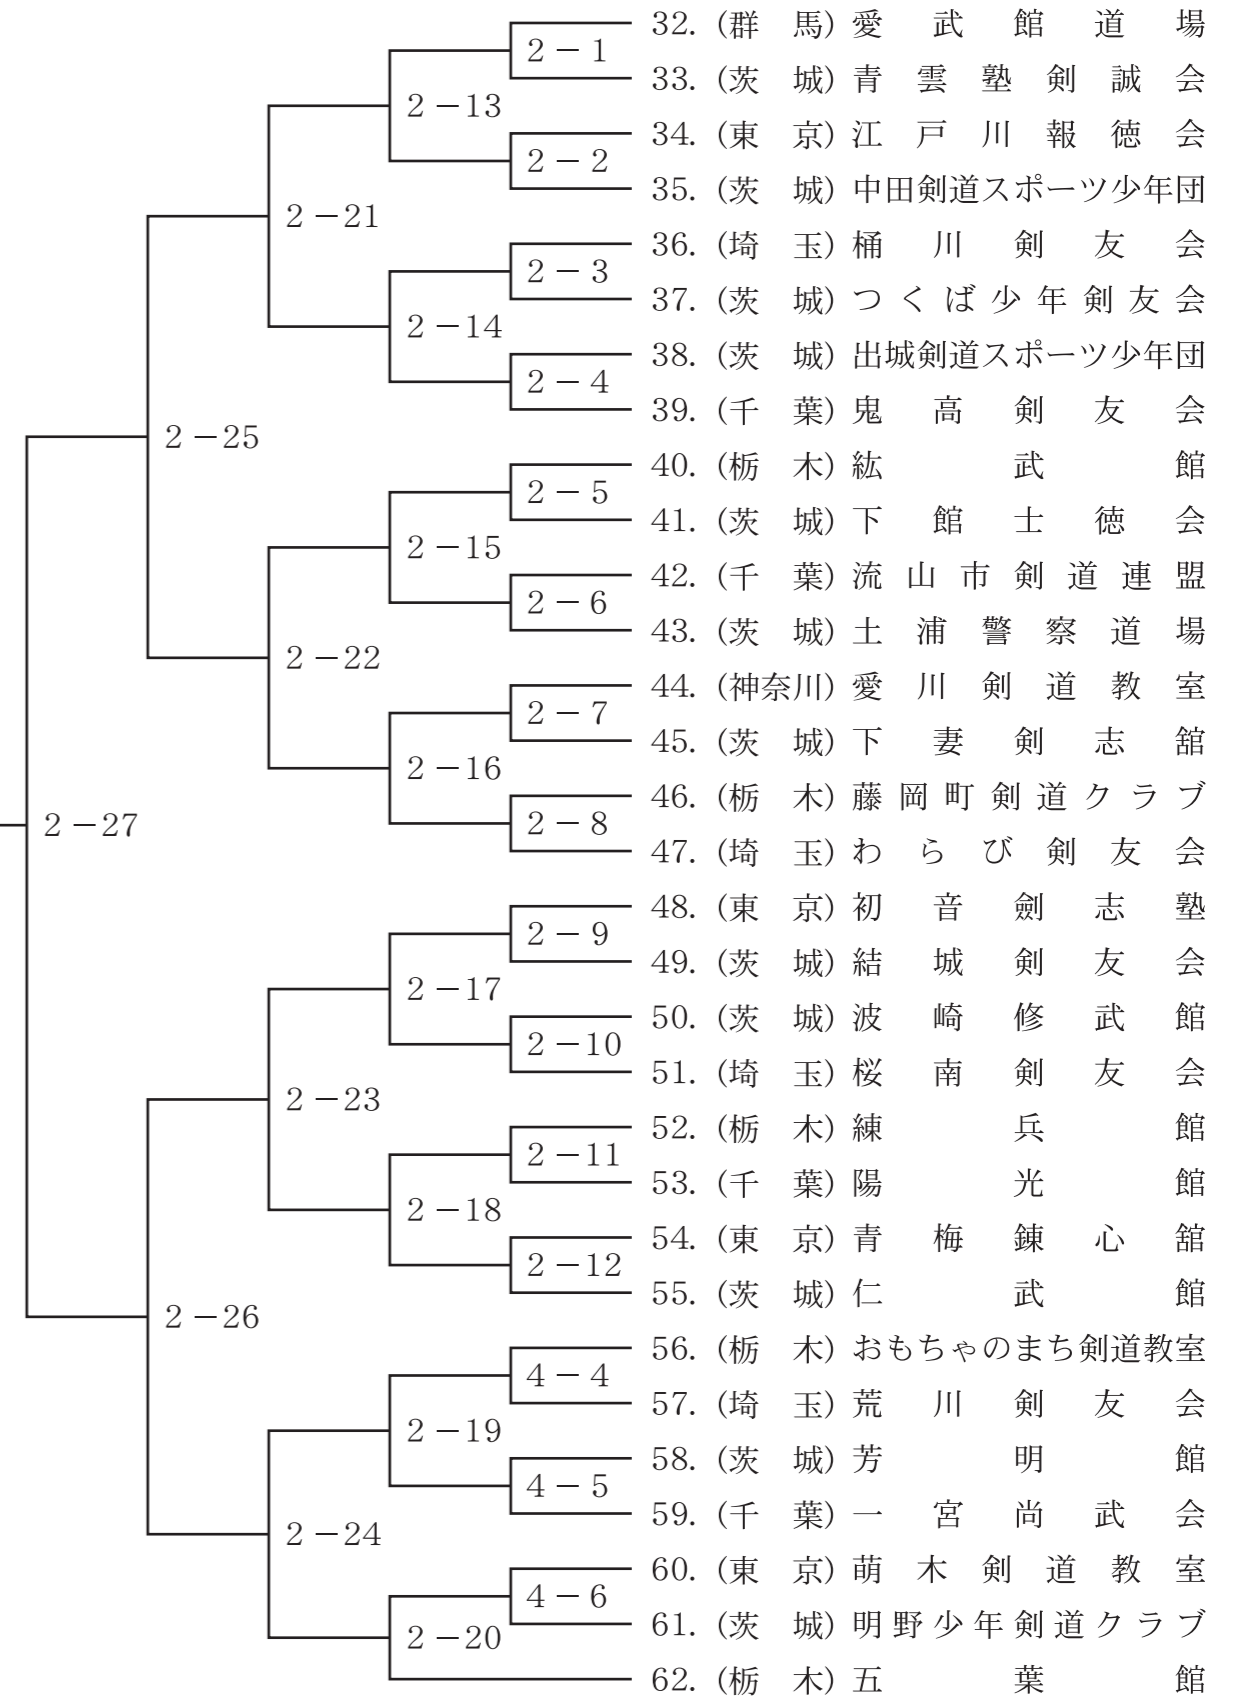 32. (群 馬) 愛武館道場
2－1
33. (茨 城) 青雲塾剣誠会
2－13
34. (東 京) 江戸川報徳会
2－2
35. (茨 城) 中田剣道スポーツ少年団
2－21
36. (埼 玉) 桶川剣友会
2－3
37. (茨 城) つくば少年剣友会
2－14
38. (茨 城) 出城剣道スポーツ少年団
2－4
39. (千 葉) 鬼高剣友会
2－25
40. (栃 木) 紘武館
2－5
41. (茨 城) 下館士徳会
2－15
42. (千 葉) 流山市剣道連盟
2－6
43. (茨 城) 土浦警察道場
2－22
44. (神奈川) 愛川剣道教室
2－7
45. (茨 城) 下妻剣志舘
2－16
46. (栃 木) 藤岡町剣道クラブ
2－8
47. (埼 玉) わらび剣友会
2－27
48. (東 京) 初音劍志塾
2－9
49. (茨 城) 結城剣友会
2－17
50. (茨 城) 波崎修武館
2－10
51. (埼 玉) 桜南剣友会
2－23
52. (栃 木) 練兵館
2－11
53. (千 葉) 陽光館
2－18
54. (東 京) 青梅錬心舘
2－12
55. (茨 城) 仁武館
2－26
56. (栃 木) おもちゃのまち剣道教室
4－4
57. (埼 玉) 荒川剣友会
2－19
58. (茨 城) 芳明館
4－5
59. (千 葉) 一宮尚武会
2－24
60. (東 京) 萌木剣道教室
4－6
61. (茨 城) 明野少年剣道クラブ
2－20
62. (栃 木) 五葉館